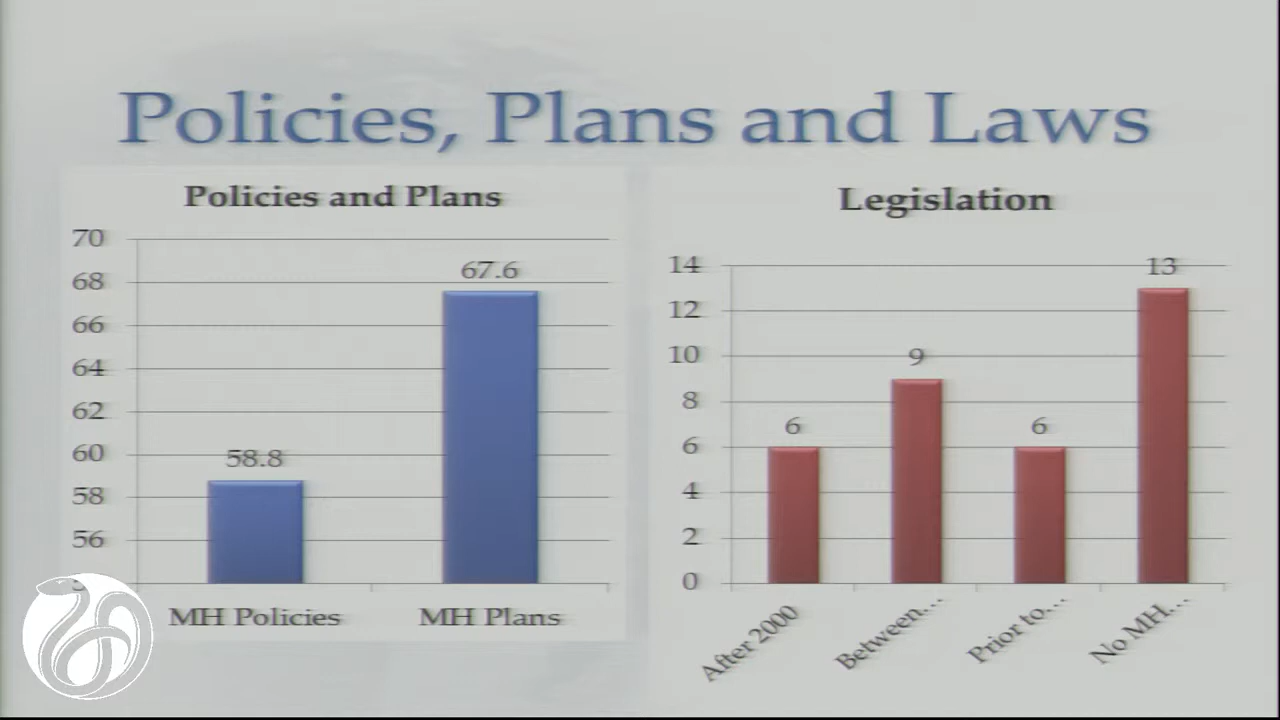 Policies, Plans and Laws
Policies and Plans
70
68
66
64
62
60
58
56
67.6
58.8
MH Policies
MH Plans
Legislation
14
12
10
8
6
4
2
0
6
9
6
13
After 2000
Between...
Prior to...
No MH...